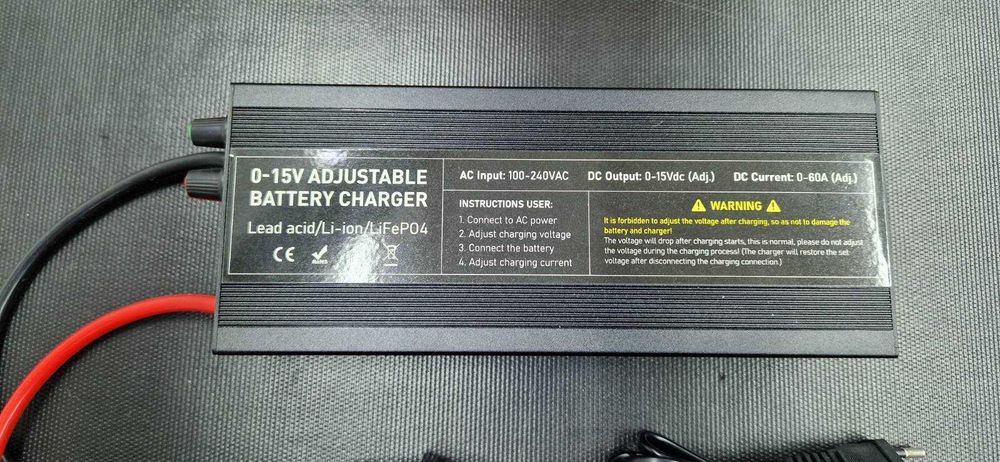 0-15V ADJUSTABLE
BATTERY CHARGER
Lead acid/Li-ion/LiFePO4
CE
RoHS
AC Input: 100-240VAC
DC Output: 0-15Vdc (Adj.)
DC Current: 0-60A (Adj.)
INSTRUCTIONS USER:
1. Connect to AC power
2. Adjust charging voltage
3. Connect the battery
4. Adjust charging current
WARNING
It is forbidden to adjust the voltage after charging, so as not to damage the
battery and charger!
The voltage will drop after charging starts, this is normal, please do not adjust
the voltage during the charging process! (The charger will restore the set
voltage after disconnecting the charging connection.)